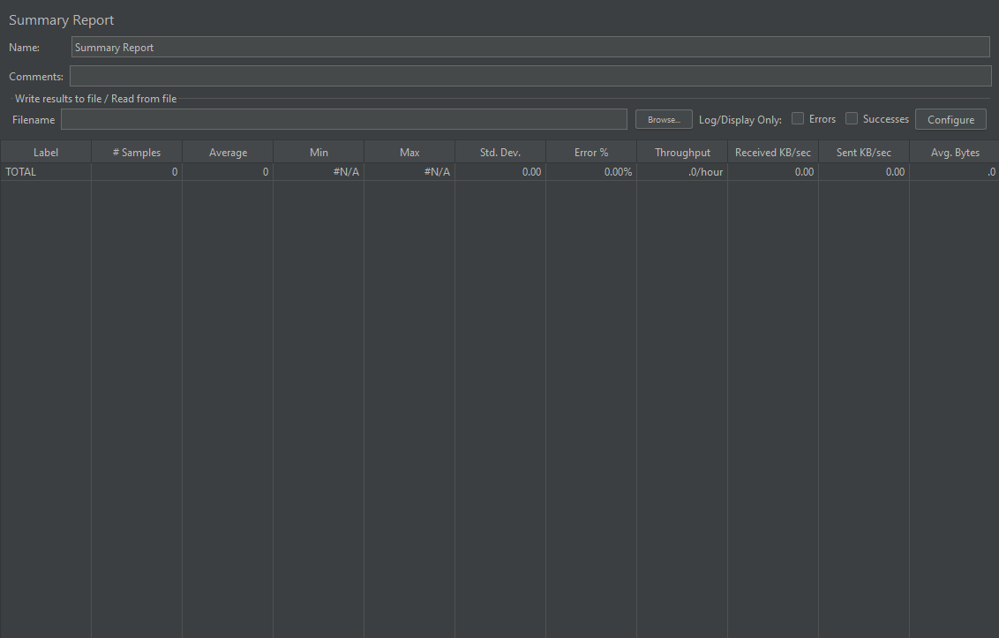 Summary Report
Name: Summary Report
Comments:
Write results to file / Read from file
Filename Browse... Log/Display Only: Errors Successes Configure
Label # Samples Average Min Max Std. Dev. Error % Throughput Received KB/sec Sent KB/sec Avg. Bytes
TOTAL 0 0 #N/A #N/A 0.00 0.00% .0/hour 0.00 0.00 .0